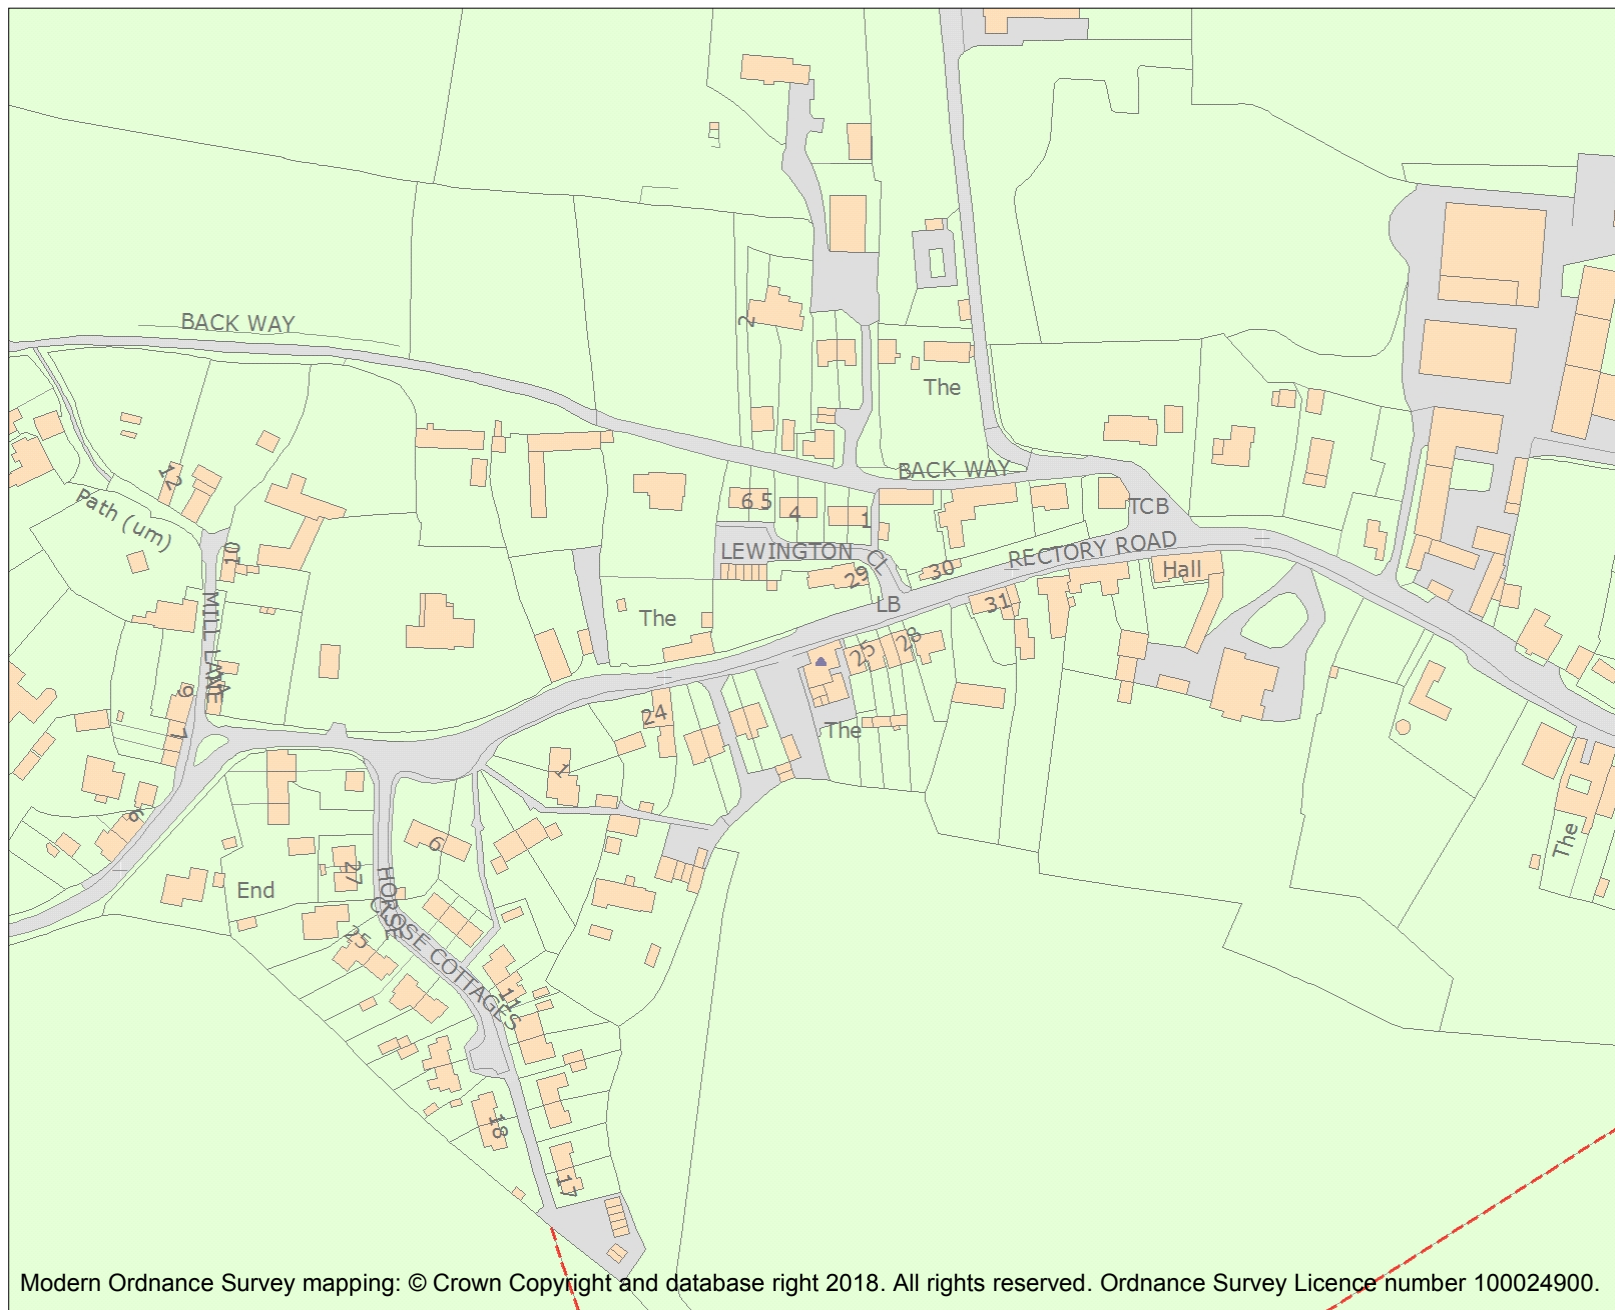 BACK WAY
2
The
BACK WAY
12
Path (um)
6 5
4
1
TCB
10
LEWINGTON
CL
29
30
RECTORY ROAD
Hall
MILL LANE
The
LB
31
25
28
9
7
24
The
1
6
6
The
27
End
HORSE
CLOSE COTTAGES
25
11
18
17
Modern Ordnance Survey mapping: © Crown Copyright and database right 2018. All rights reserved. Ordnance Survey Licence number 100024900.